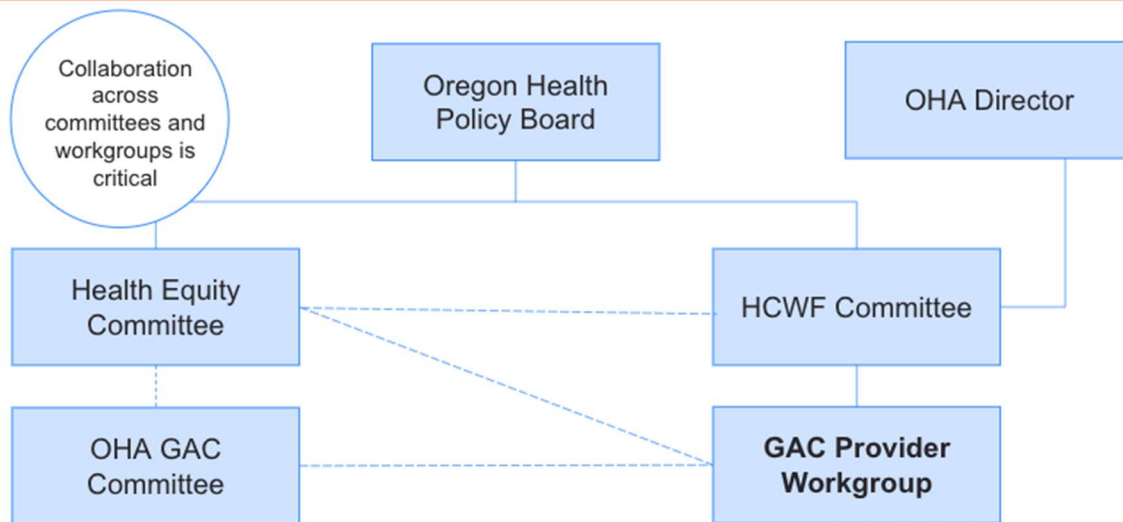 Collaboration
across
committees and
workgroups is
critical
Oregon Health
Policy Board
OHA Director
Health Equity
Committee
HCWF Committee
OHA GAC
Committee
GAC Provider
Workgroup